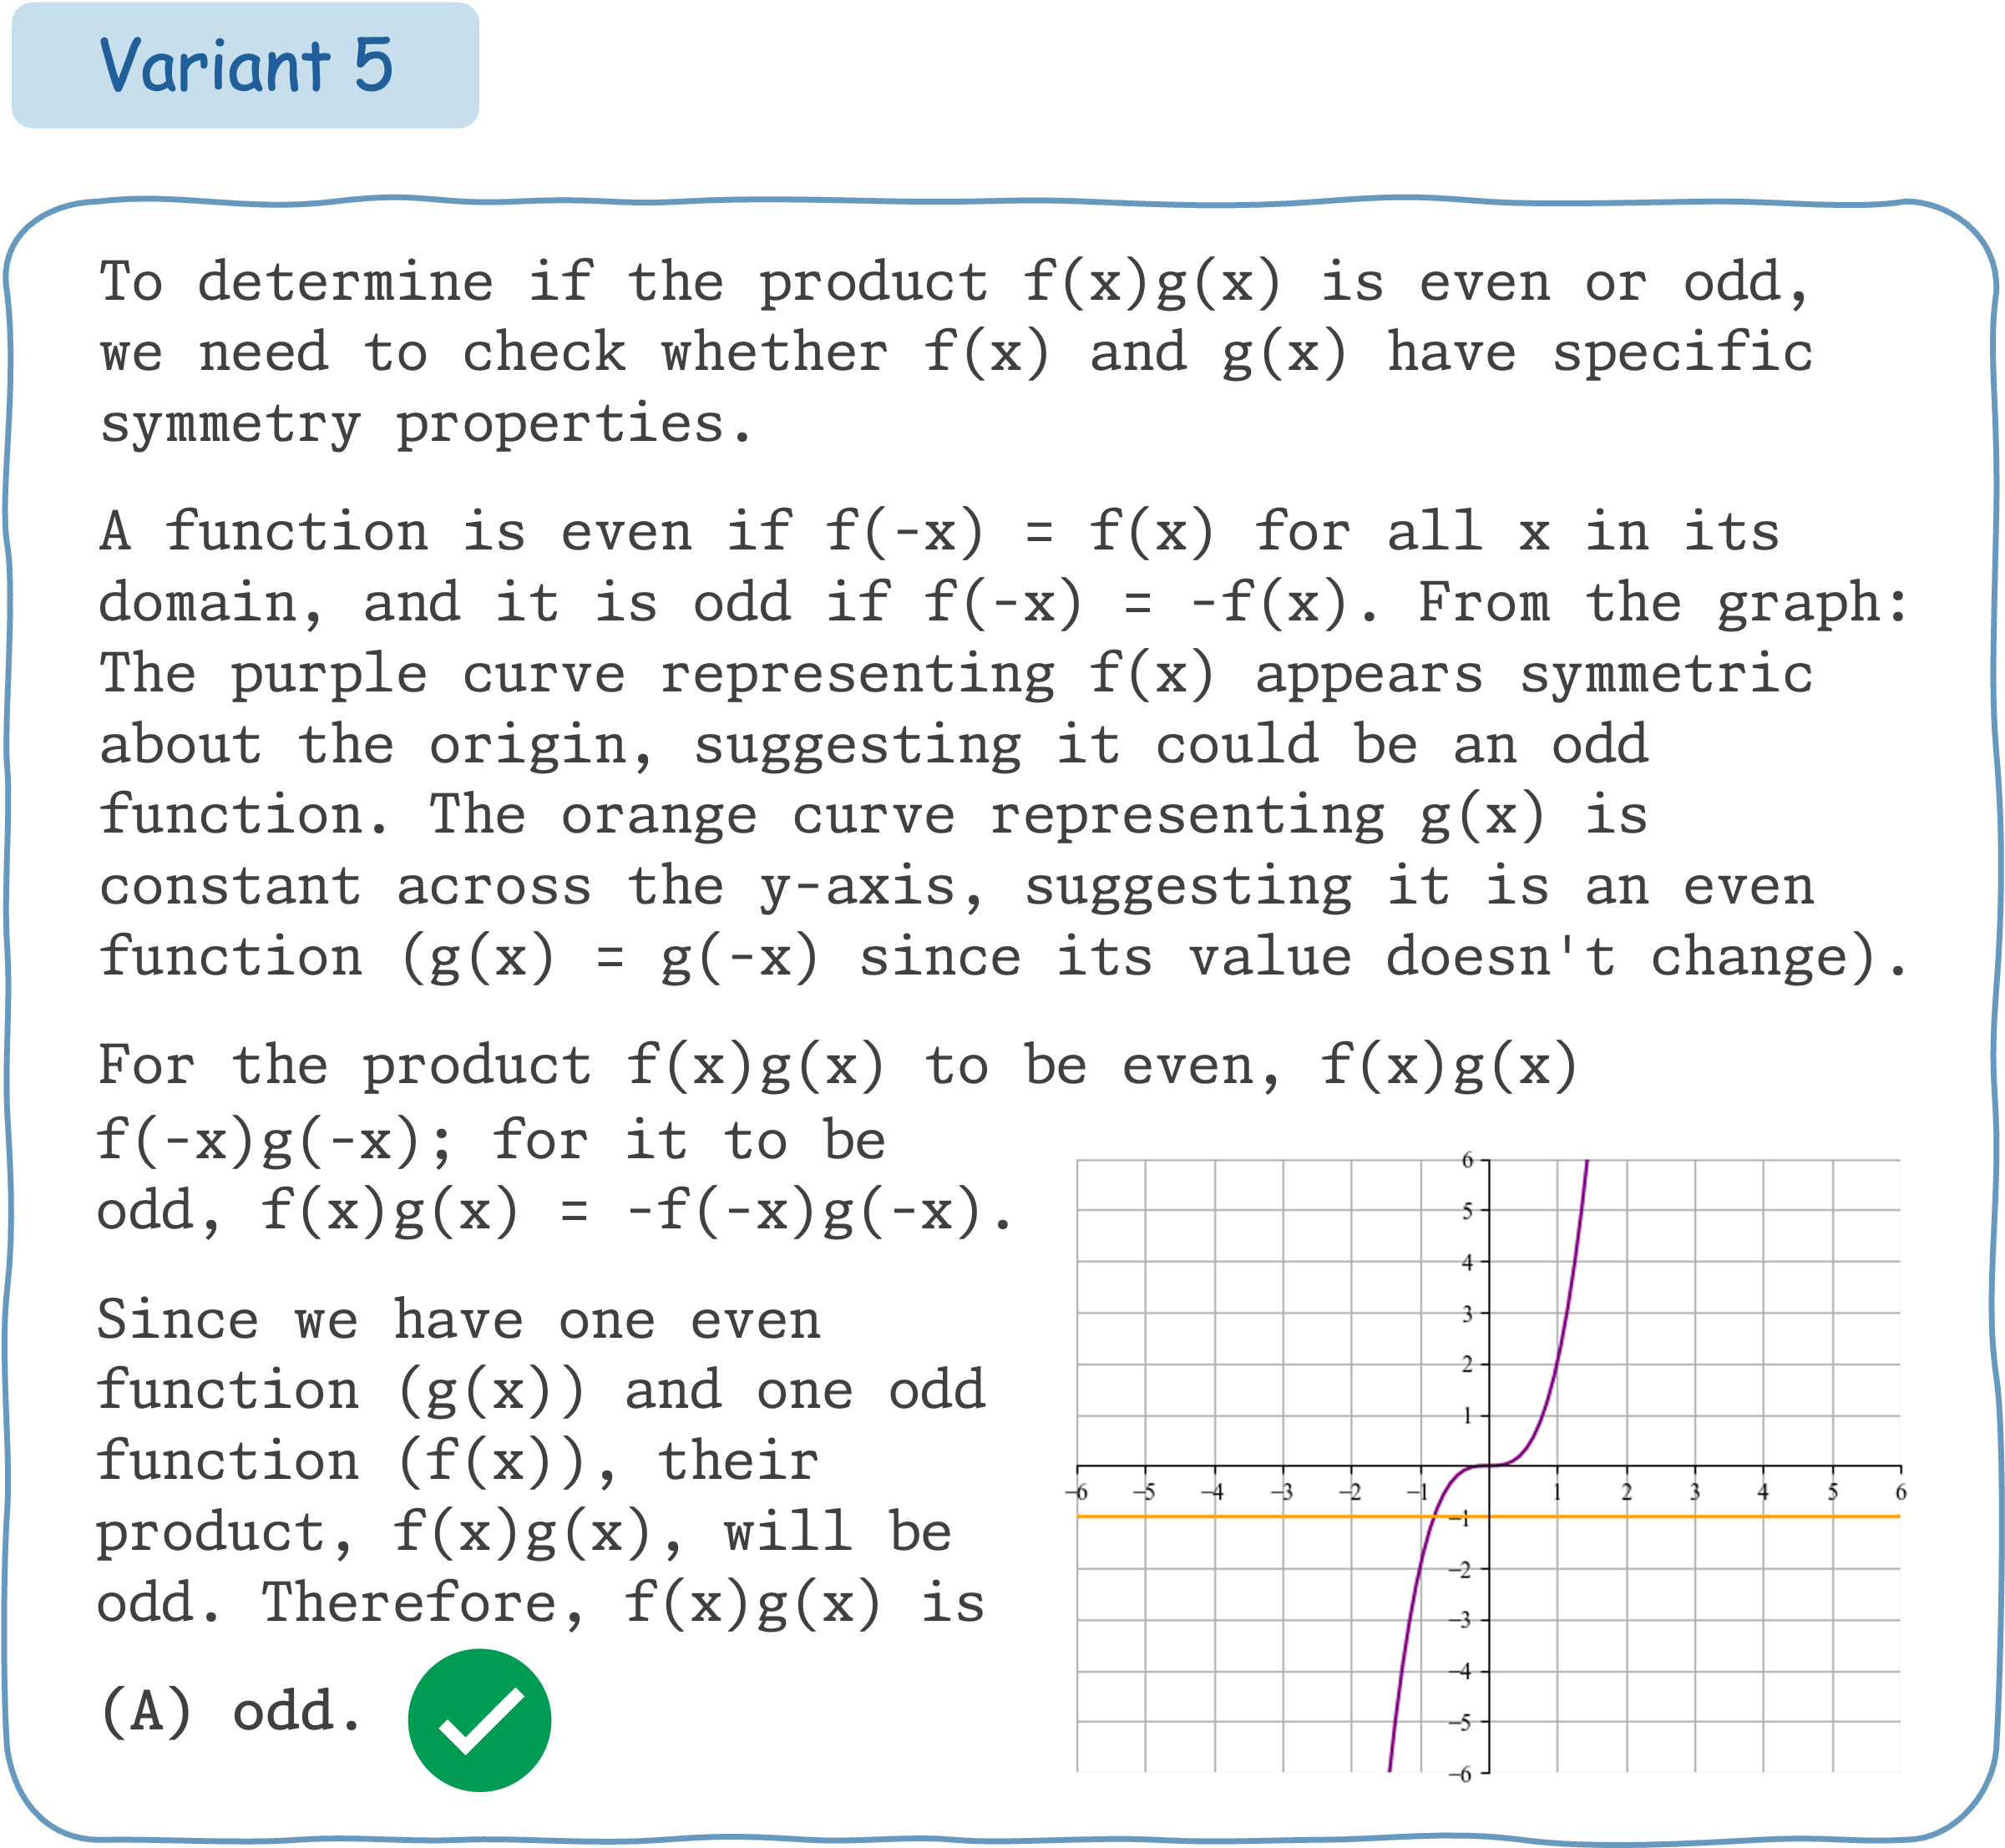 Variant 5
To determine if the product f(x)g(x) is even or odd,
we need to check whether f(x) and g(x) have specific
symmetry properties.
A function is even if f(-x) = f(x) for all x in its
domain, and it is odd if f(-x) = -f(x). From the graph:
The purple curve representing f(x) appears symmetric
about the origin, suggesting it could be an odd
function. The orange curve representing g(x) is
constant across the y-axis, suggesting it is an even
function (g(x) = g(-x) since its value doesn't change).
For the product f(x)g(x) to be even, f(x)g(x)
f(-x)g(-x); for it to be
odd, f(x)g(x) = -f(-x)g(-x).
Since we have one even
function (g(x)) and one odd
function (f(x)), their
product, f(x)g(x), will be
odd. Therefore, f(x)g(x) is
(A) odd.
6
5
4
3
2
1
−6 −5 −4 −3 −2 −1 1 2 3 4 5 6
−1
−2
−3
−4
−5
−6